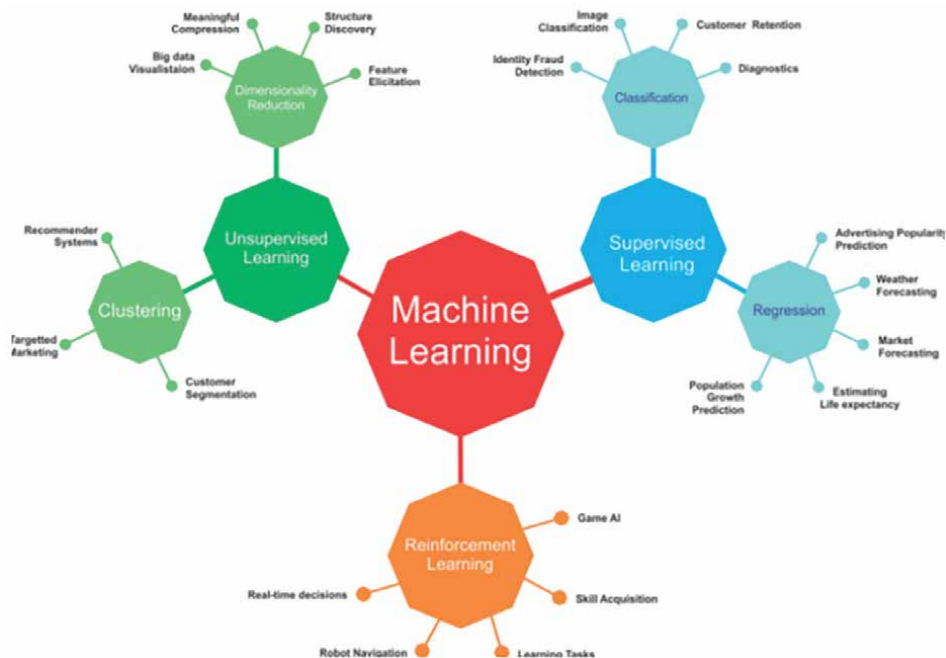 Meaningful
Compression
Structure
Discovery
Big data
Visualistaion
Feature
Elicitation
Dimensionality
Reduction
Image
Classification
Customer Retention
Identity Fraud
Detection
Diagnostics
Classification
Unsupervised
Learning
Supervised
Learning
Recommender
Systems
Clustering
Targetted
Marketing
Customer
Segmentation
Machine
Learning
Advertising Popularity
Prediction
Weather
Forecasting
Regression
Market
Forecasting
Population
Growth
Prediction
Estimating
Life expectancy
Reinforcement
Learning
Game AI
Real-time decisions
Skill Acquisition
Robot Navigation
Learning Tasks